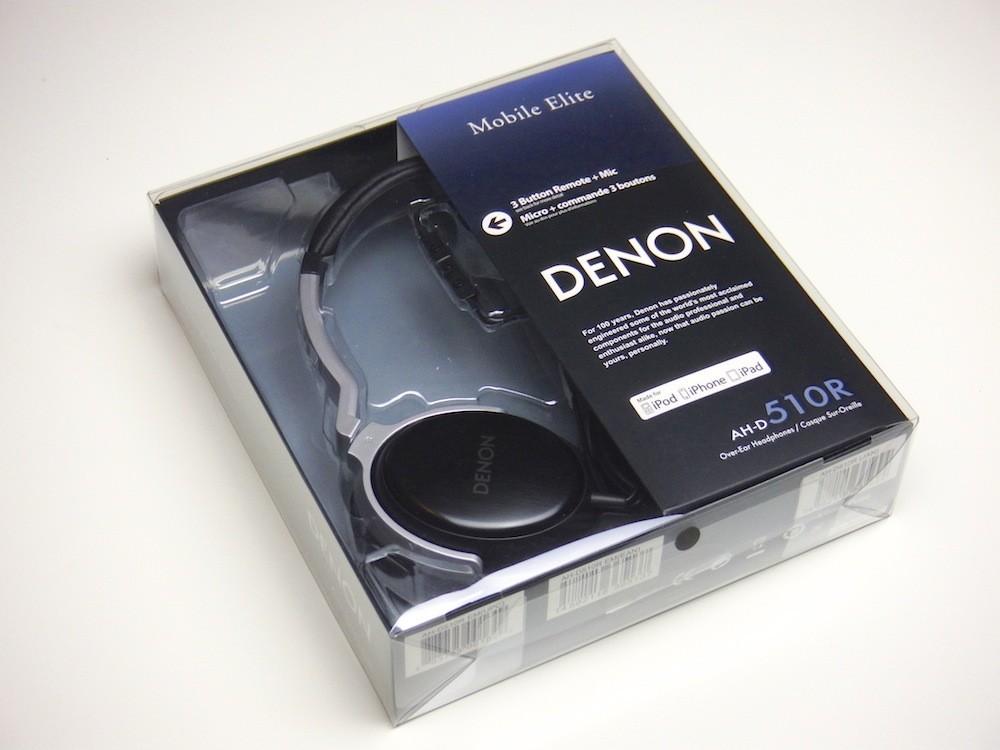 Mobile Elite
3 Button Remote + Mic
Micro + commande 3 boutons
DENON
For 100 years, Denon has passionately
engineered some of the world's most acclaimed
components for the audio professional and
enthusiast alike, now that audio passion can be
yours, personally.
Made for
iPod iPhone iPad
AH-D510R
Over-Ear Headphones / Casque Sur-Oreille
DENON
DENON